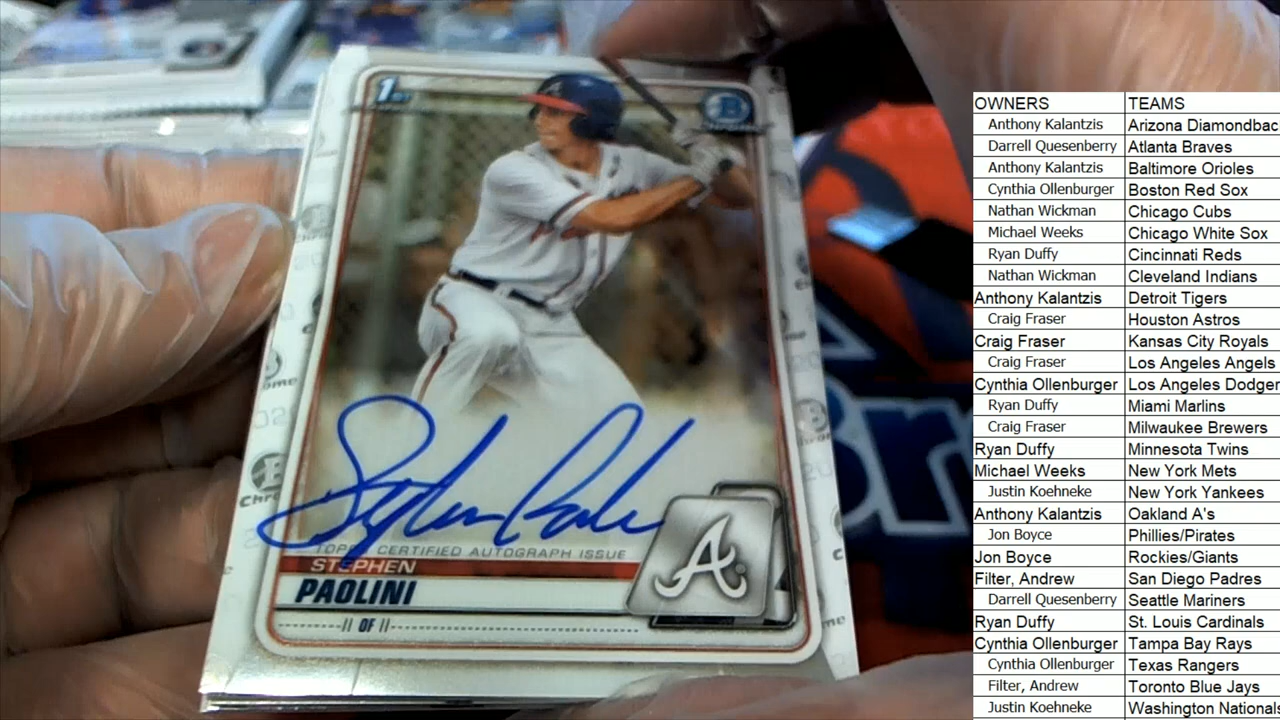 1st
Chrome
TOPPS CERTIFIED AUTOGRAPH ISSUE
STEPHEN
PAOLINI
OF
OWNERS TEAMS
Anthony Kalantzis Arizona Diamondbac
Darrell Quesenberry Atlanta Braves
Anthony Kalantzis Baltimore Orioles
Cynthia Ollenburger Boston Red Sox
Nathan Wickman Chicago Cubs
Michael Weeks Chicago White Sox
Ryan Duffy Cincinnati Reds
Nathan Wickman Cleveland Indians
Anthony Kalantzis Detroit Tigers
Craig Fraser Houston Astros
Craig Fraser Kansas City Royals
Craig Fraser Los Angeles Angels
Cynthia Ollenburger Los Angeles Dodger
Ryan Duffy Miami Marlins
Craig Fraser Milwaukee Brewers
Ryan Duffy Minnesota Twins
Michael Weeks New York Mets
Justin Koehneke New York Yankees
Anthony Kalantzis Oakland A's
Jon Boyce Phillies/Pirates
Jon Boyce Rockies/Giants
Filter, Andrew San Diego Padres
Darrell Quesenberry Seattle Mariners
Ryan Duffy St. Louis Cardinals
Cynthia Ollenburger Tampa Bay Rays
Cynthia Ollenburger Texas Rangers
Filter, Andrew Toronto Blue Jays
Justin Koehneke Washington Nationals